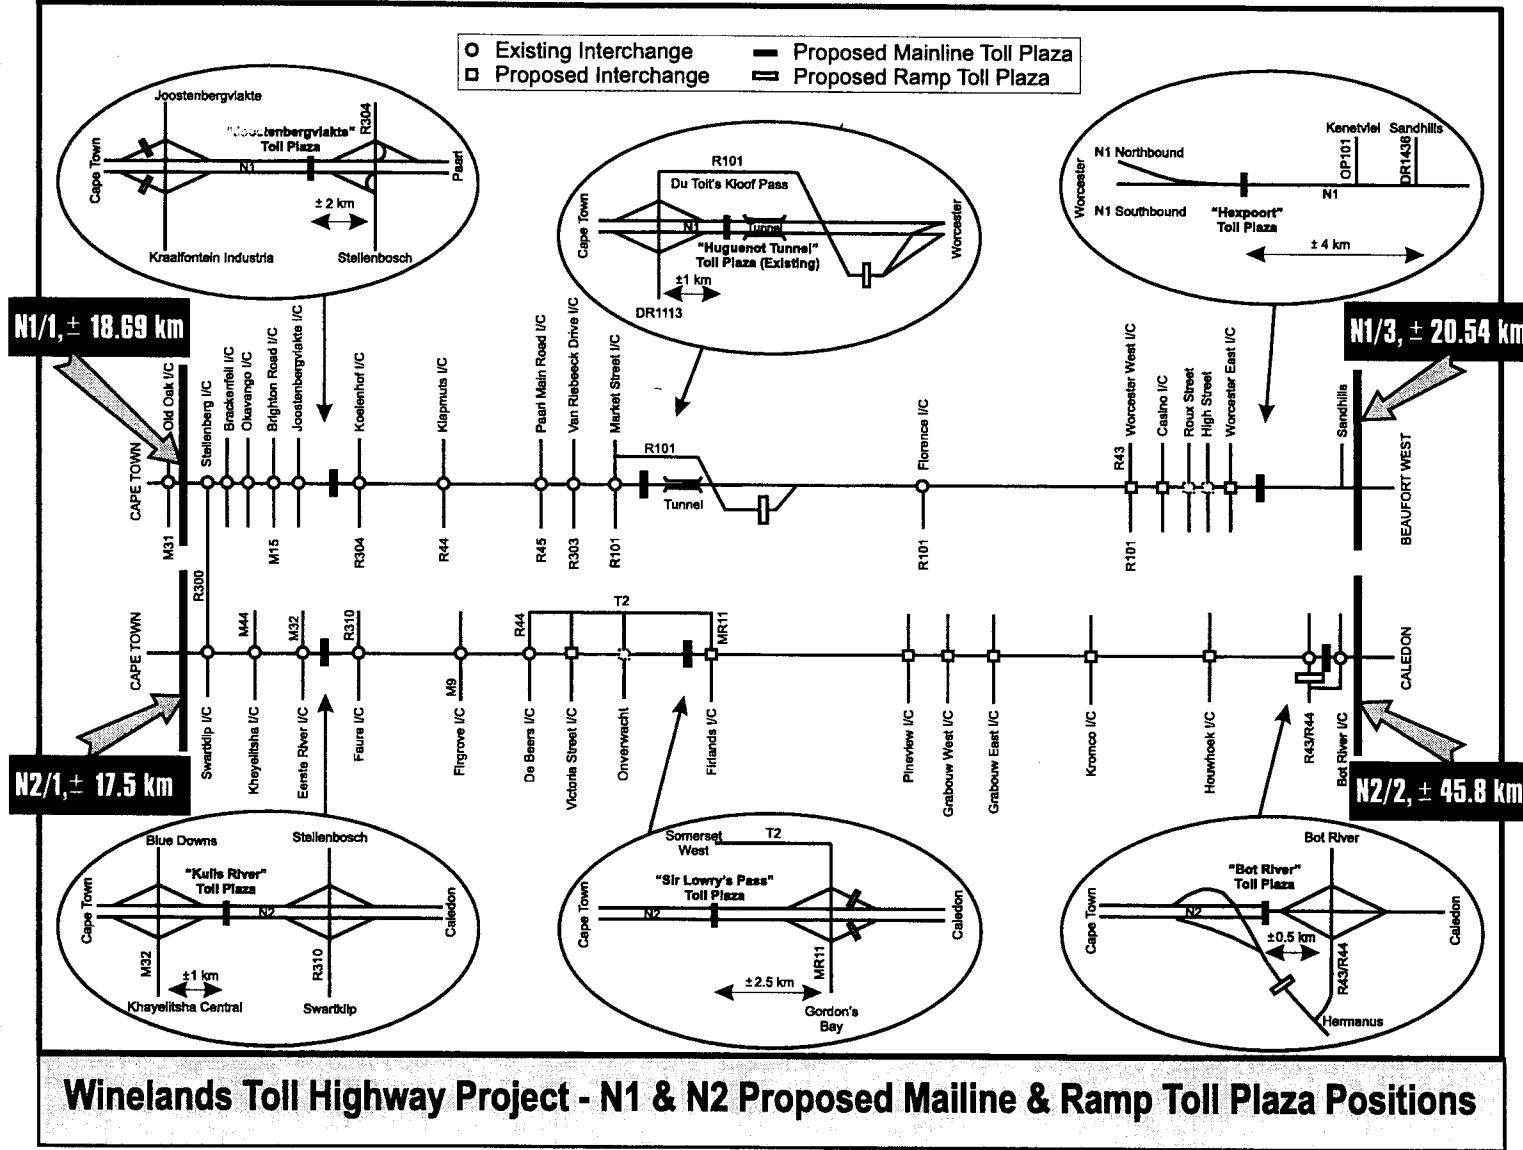 Existing Interchange
Proposed Mainline Toll Plaza
Proposed Interchange
Proposed Ramp Toll Plaza
Joostenbergvlakte
R304
"Joostenbergvlakte"
Toll Plaza
Cape Town
N1
Paarl
± 2 km
Kraaifontein Industria
Stellenbosch
R101
Du Toit's Kloof Pass
Cape Town
N1
Tunnel
Worcester
"Huguenot Tunnel"
Toll Plaza (Existing)
±1 km
DR1113
Kenetvlei
Sandhills
N1 Northbound
OP101
DR1436
Worcester
N1
N1 Southbound
"Hexpoort"
Toll Plaza
± 4 km
N1/1, ± 18.69 km
N1/3, ± 20.54 km
Old Oak I/C
Stellenberg I/C
Brackenfell I/C
Okavango I/C
Brighton Road I/C
Joostenbergvlakte I/C
Koelenhof I/C
Klapmuts I/C
Paarl Main Road I/C
Van Riebeeck Drive I/C
Market Street I/C
Florence I/C
Worcester West I/C
Casino I/C
Roux Street
High Street
Worcester East I/C
Sandhills
CAPE TOWN
R101
Tunnel
R43
BEAUFORT WEST
M31
M15
R304
R44
R45
R303
R101
R101
R101
R300
CAPE TOWN
M44
M32
R310
M9
R44
T2
MR11
CALEDON
Swartklip I/C
Khayelitsha I/C
Eerste River I/C
Faure I/C
Firgrove I/C
De Beers I/C
Victoria Street I/C
Onverwacht
Firlands I/C
Pineview I/C
Grabouw West I/C
Grabouw East I/C
Kromco I/C
Houwhoek I/C
R43/R44
Bot River I/C
N2/1, ± 17.5 km
N2/2, ± 45.8 km
Blue Downs
Stellenbosch
"Kuils River"
Toll Plaza
Cape Town
N2
Caledon
M32
R310
±1 km
Khayelitsha Central
Swartklip
Somerset
West
T2
"Sir Lowry's Pass"
Toll Plaza
Cape Town
N2
Caledon
MR11
±2.5 km
Gordon's
Bay
Bot River
"Bot River"
Toll Plaza
Cape Town
N2
Caledon
±0.5 km
R43/R44
Hermanus
Winelands Toll Highway Project - N1 & N2 Proposed Mailine & Ramp Toll Plaza Positions